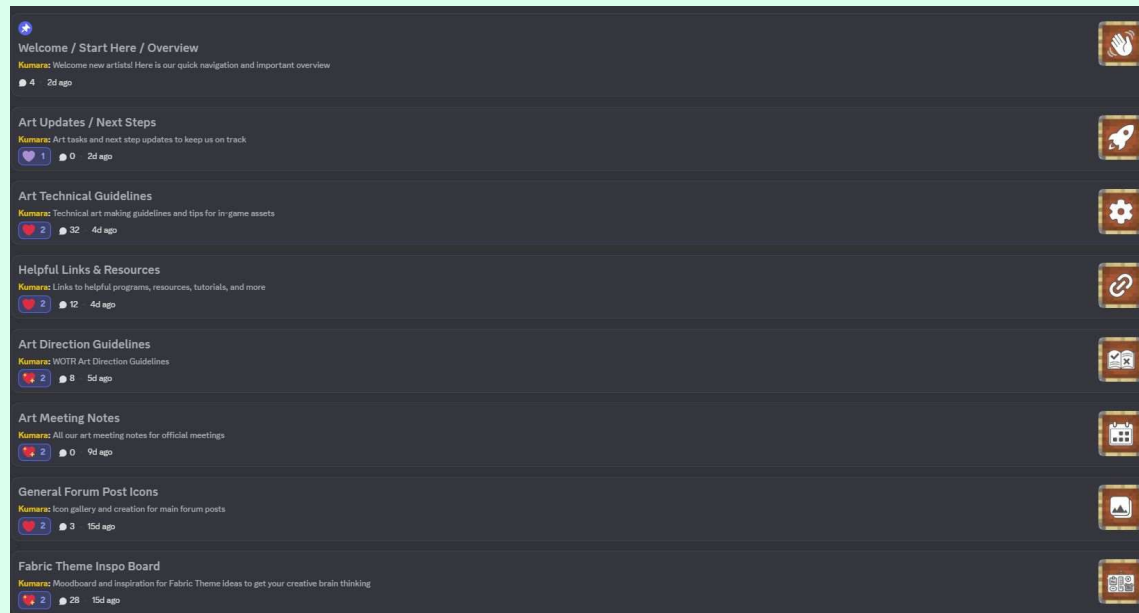 Welcome / Start Here / Overview
Kumara: Welcome new artists! Here is our quick navigation and important overview
4 2d ago
Art Updates / Next Steps
Kumara: Art tasks and next step updates to keep us on track
1 0 2d ago
Art Technical Guidelines
Kumara: Technical art making guidelines and tips for in-game assets
2 32 4d ago
Helpful Links & Resources
Kumara: Links to helpful programs, resources, tutorials, and more
2 12 4d ago
Art Direction Guidelines
Kumara: WOTR Art Direction Guidelines
2 8 5d ago
Art Meeting Notes
Kumara: All our art meeting notes for official meetings
2 0 9d ago
General Forum Post Icons
Kumara: Icon gallery and creation for main forum posts
2 3 15d ago
Fabric Theme Inspo Board
Kumara: Moodboard and inspiration for Fabric Theme ideas to get your creative brain thinking
2 28 15d ago